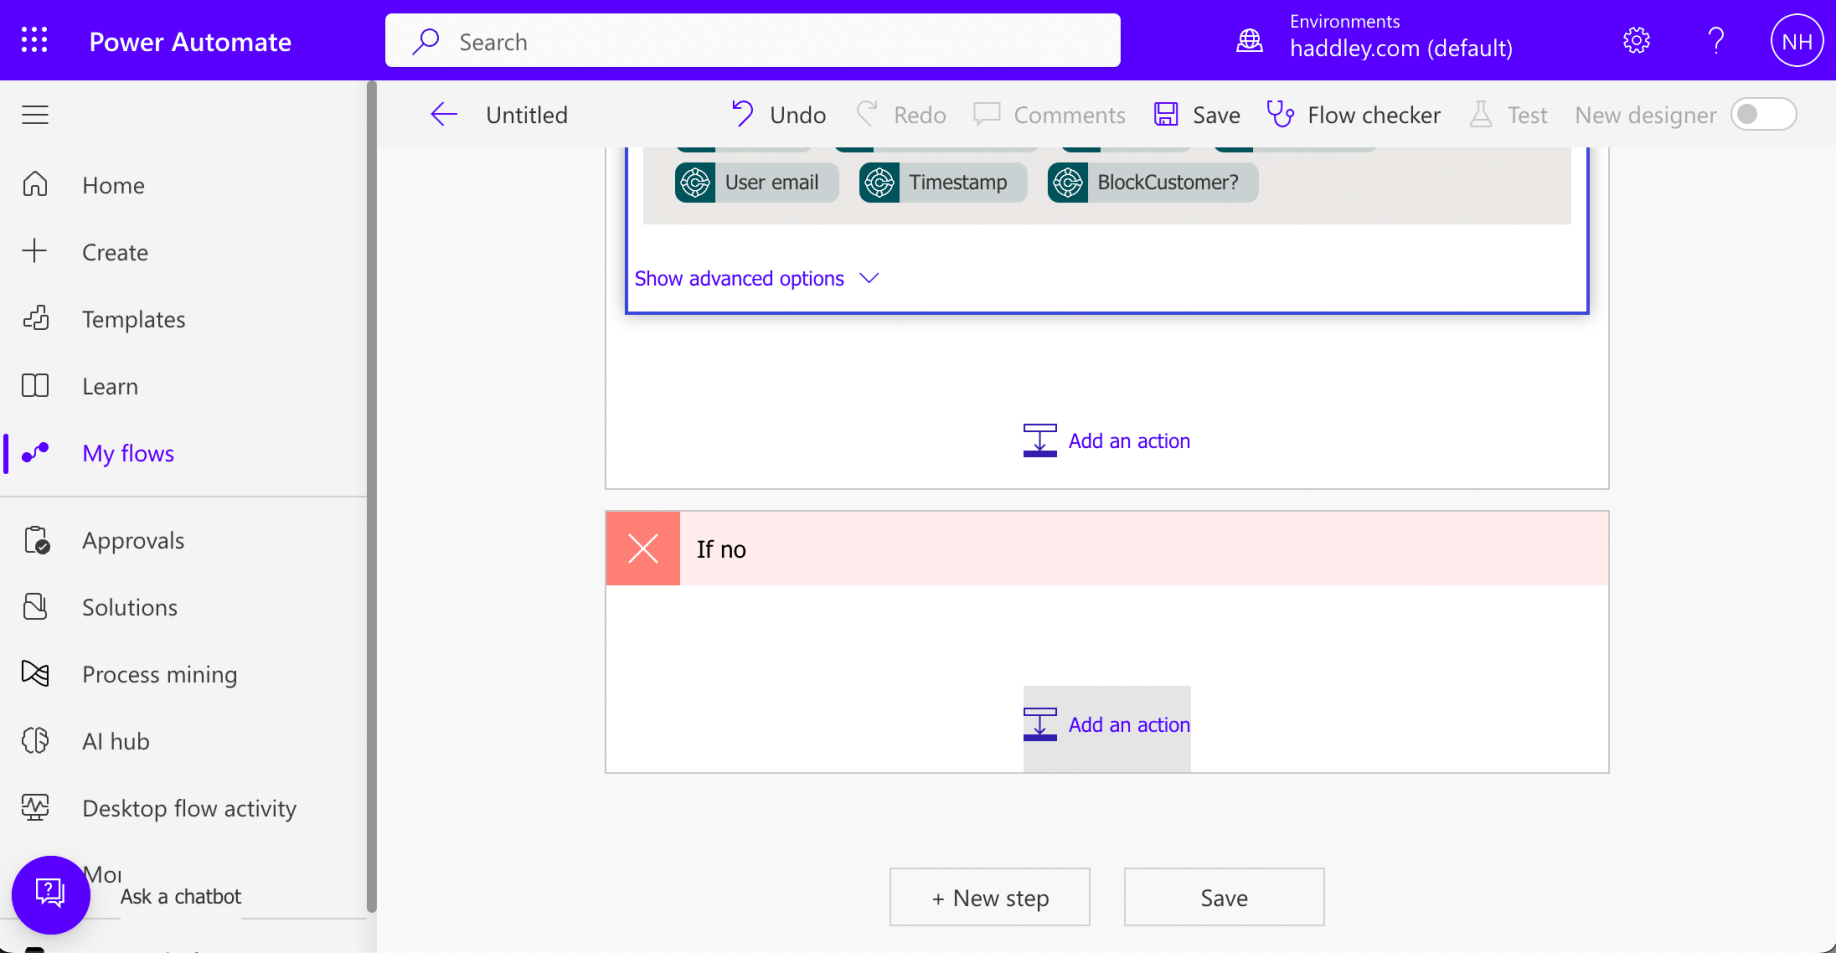 Power Automate
Search
Environments
haddley.com (default)
NH
Untitled
Undo
Redo
Comments
Save
Flow checker
Test
New designer
Home
Create
Templates
Learn
My flows
Approvals
Solutions
Process mining
AI hub
Desktop flow activity
Ask a chatbot
User email
Timestamp
BlockCustomer?
Show advanced options
Add an action
If no
Add an action
+ New step
Save